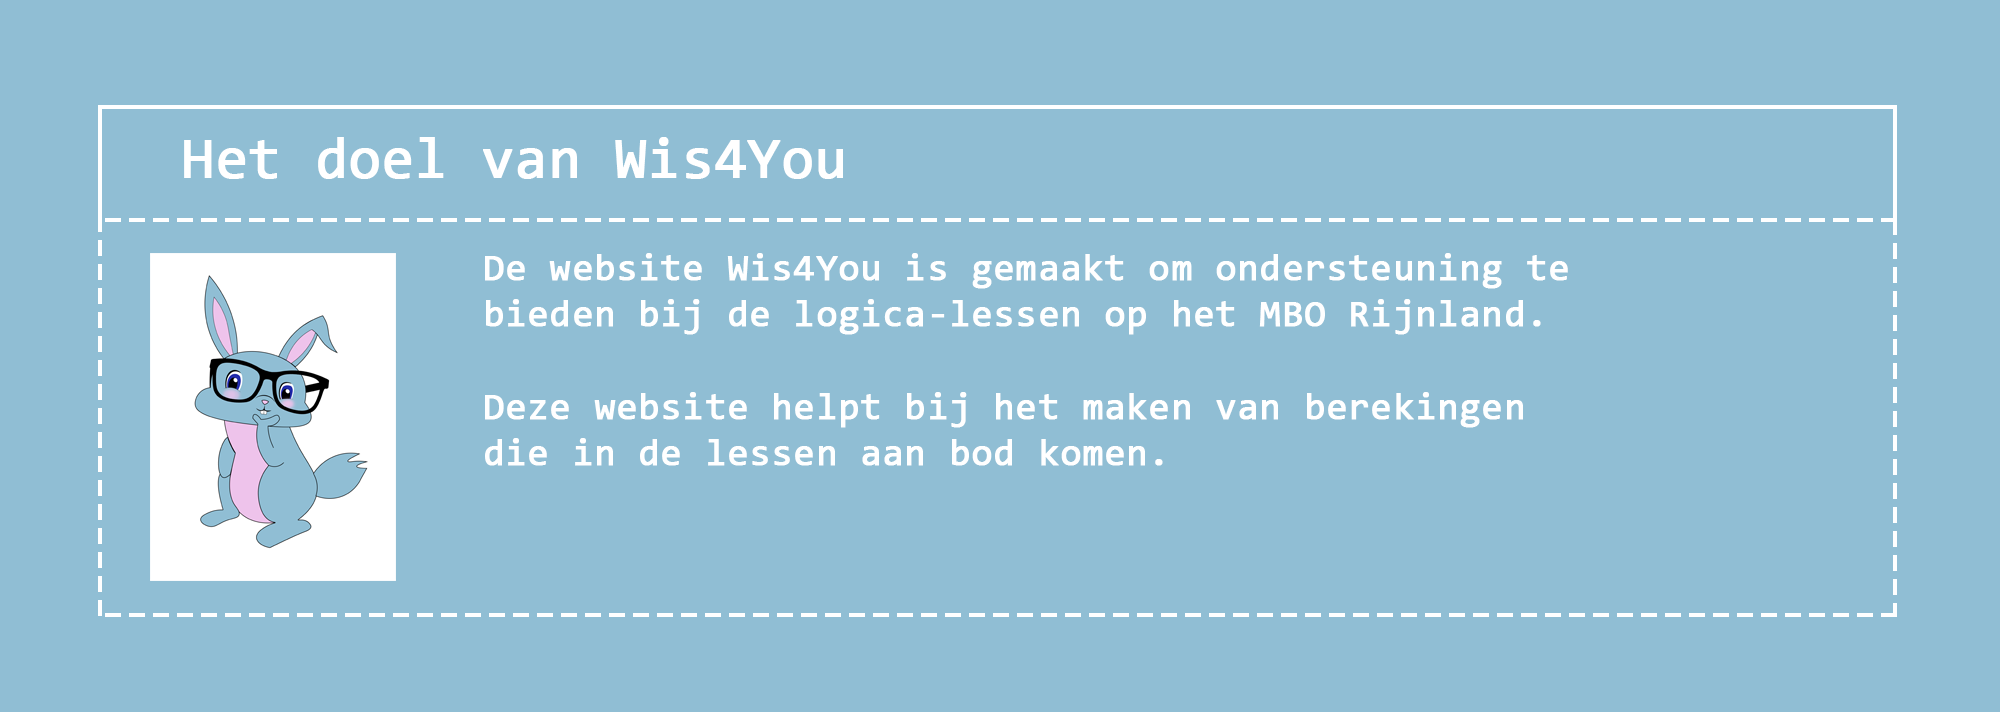 Het doel van Wis4You
De website Wis4You is gemaakt om ondersteuning te
bieden bij de logica-lessen op het MBO Rijnland.
Deze website helpt bij het maken van berekingen
die in de lessen aan bod komen.